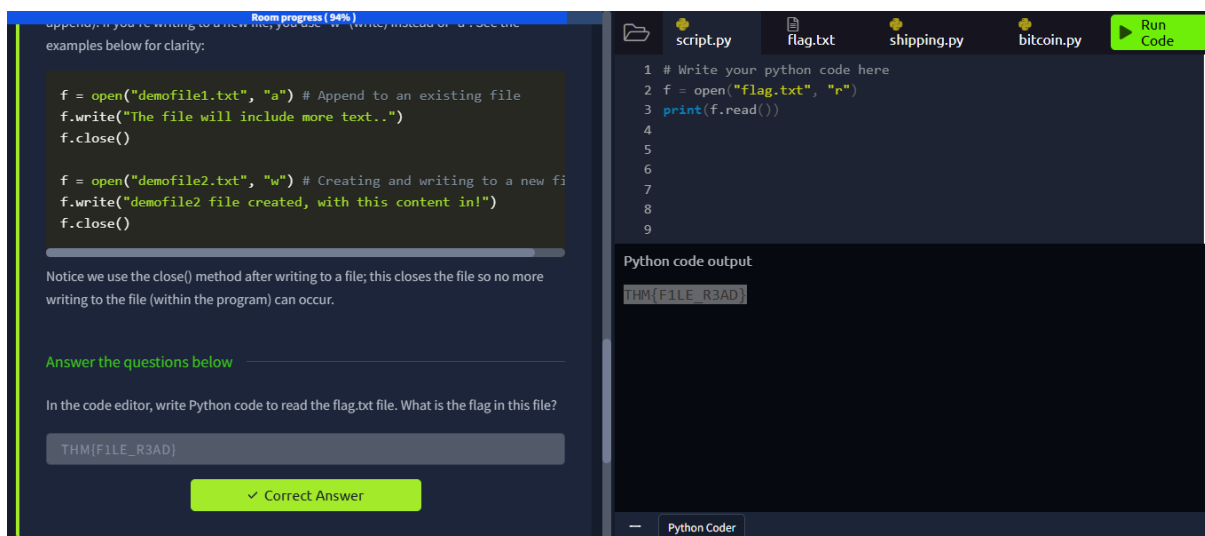 Room progress ( 94% )
examples below for clarity:
f = open("demofile1.txt", "a") # Append to an existing file
f.write("The file will include more text..")
f.close()
f = open("demofile2.txt", "w") # Creating and writing to a new fi
f.write("demofile2 file created, with this content in!")
f.close()
Notice we use the close() method after writing to a file; this closes the file so no more
writing to the file (within the program) can occur.
Answer the questions below
In the code editor, write Python code to read the flag.txt file. What is the flag in this file?
THM{F1LE_R3AD}
✓ Correct Answer
script.py flag.txt shipping.py bitcoin.py Run
Code
1 # Write your python code here
2 f = open("flag.txt", "r")
3 print(f.read())
4
5
6
7
8
9
Python code output
THM{F1LE_R3AD}
Python Coder